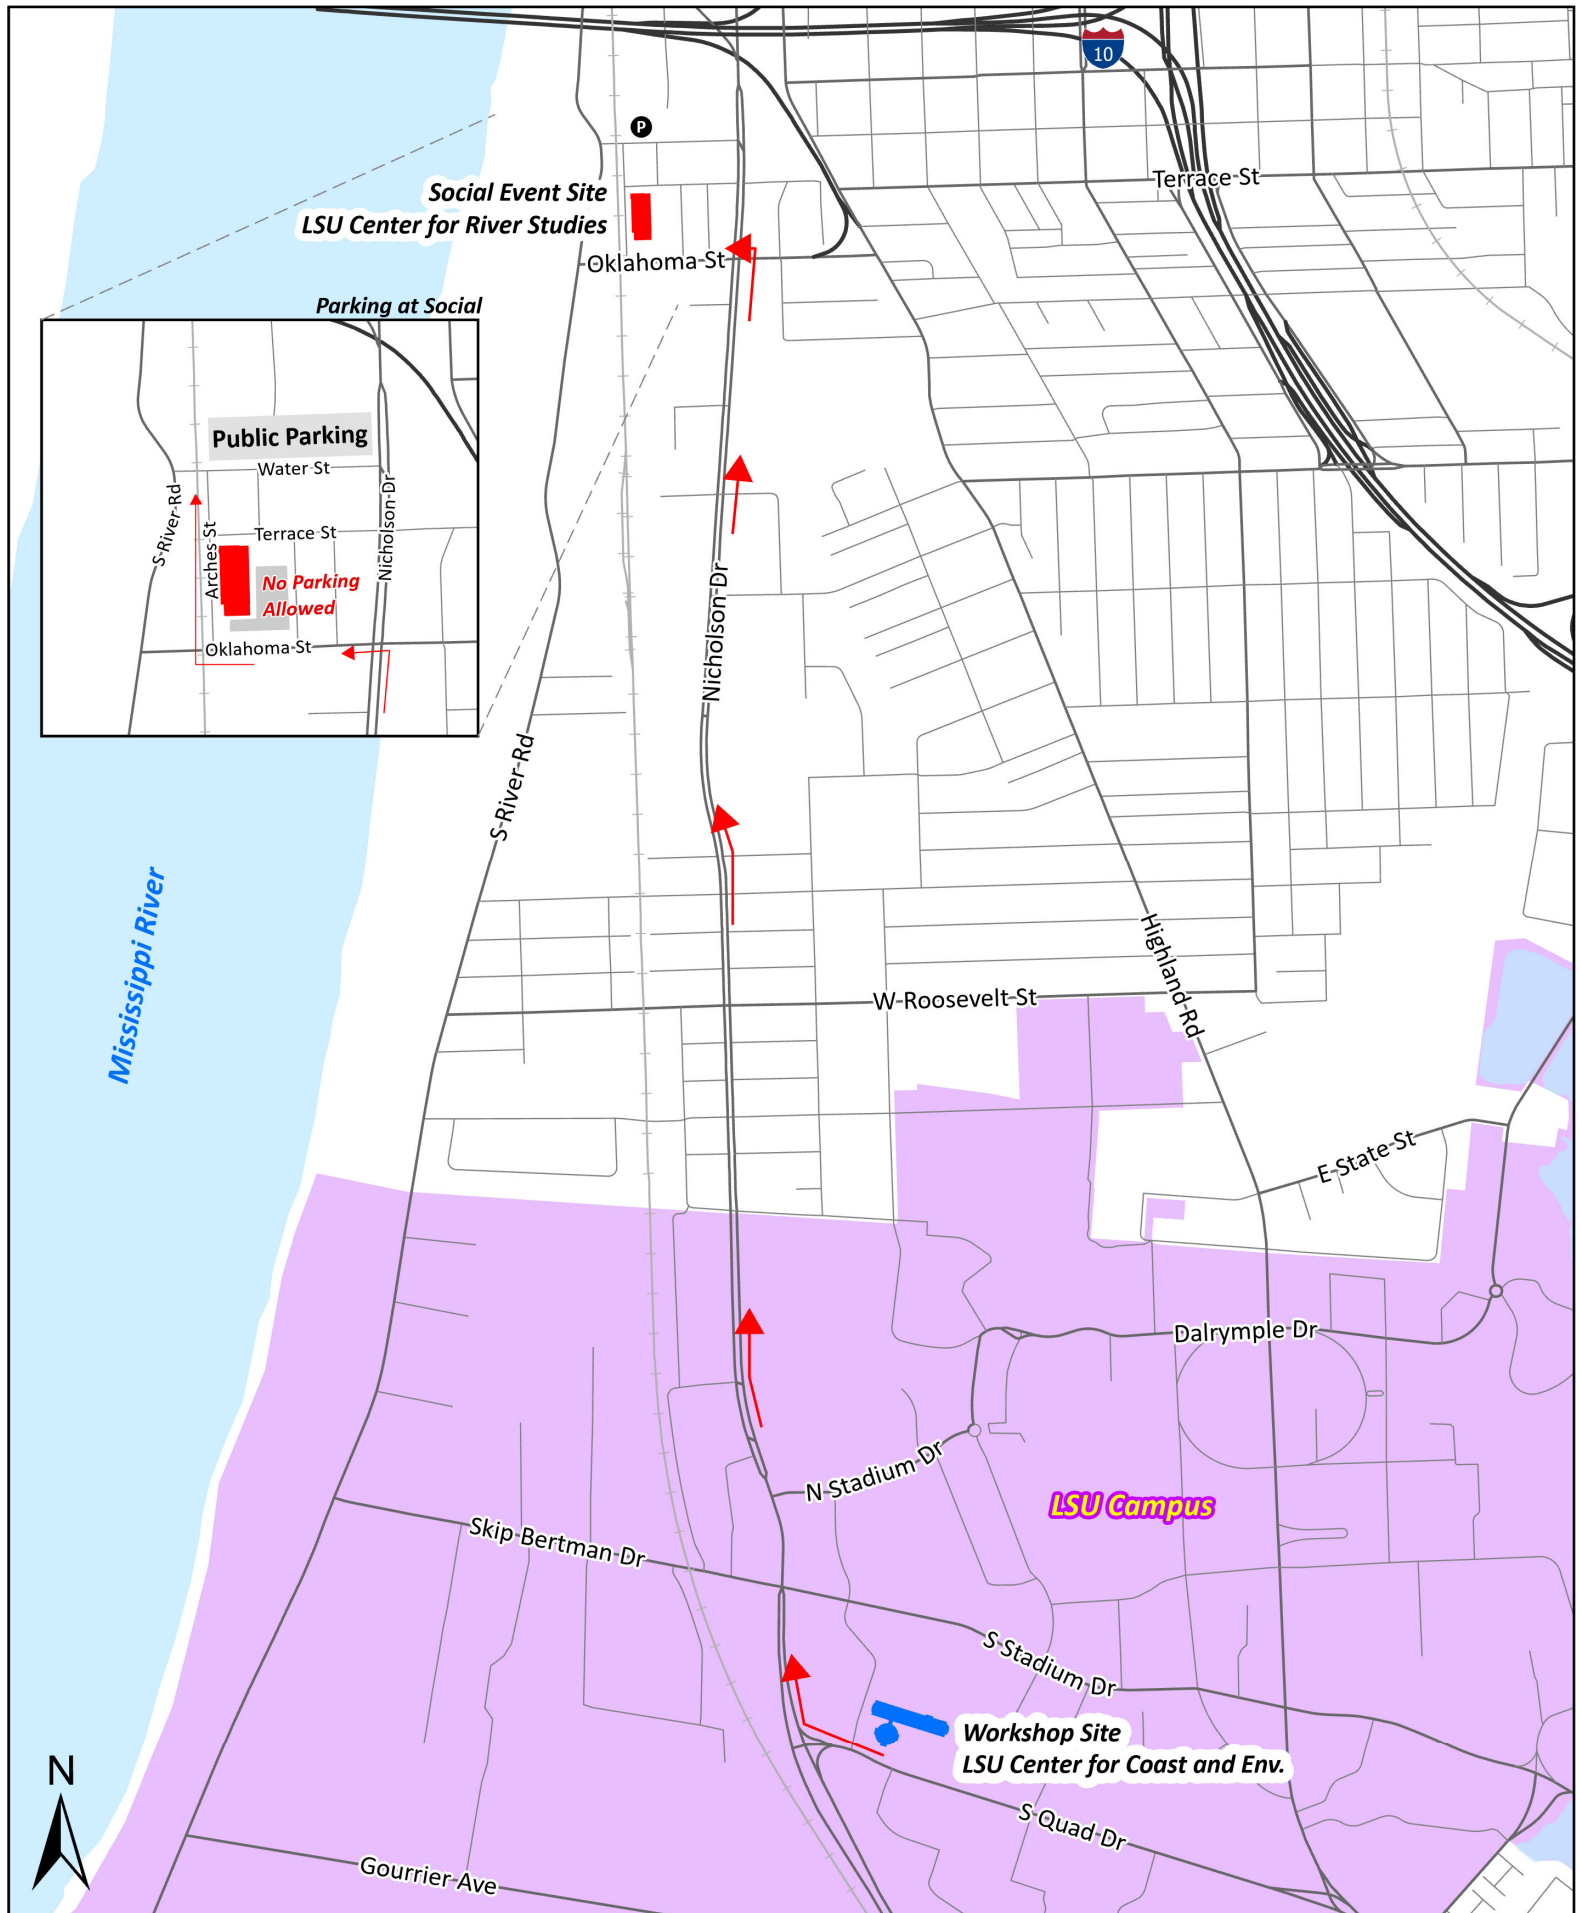 10
P
Terrace St
Social Event Site
LSU Center for River Studies
Oklahoma St
Parking at Social
Public Parking
Water St
S River Rd
Arches St
Terrace St
Nicholson Dr
No Parking
Allowed
Oklahoma St
Nicholson Dr
S River Rd
Mississippi River
Highland Rd
W Roosevelt St
E State St
Dalrymple Dr
N Stadium Dr
LSU Campus
Skip Bertman Dr
S Stadium Dr
Workshop Site
LSU Center for Coast and Env.
N
S Quad Dr
Gourrier Ave